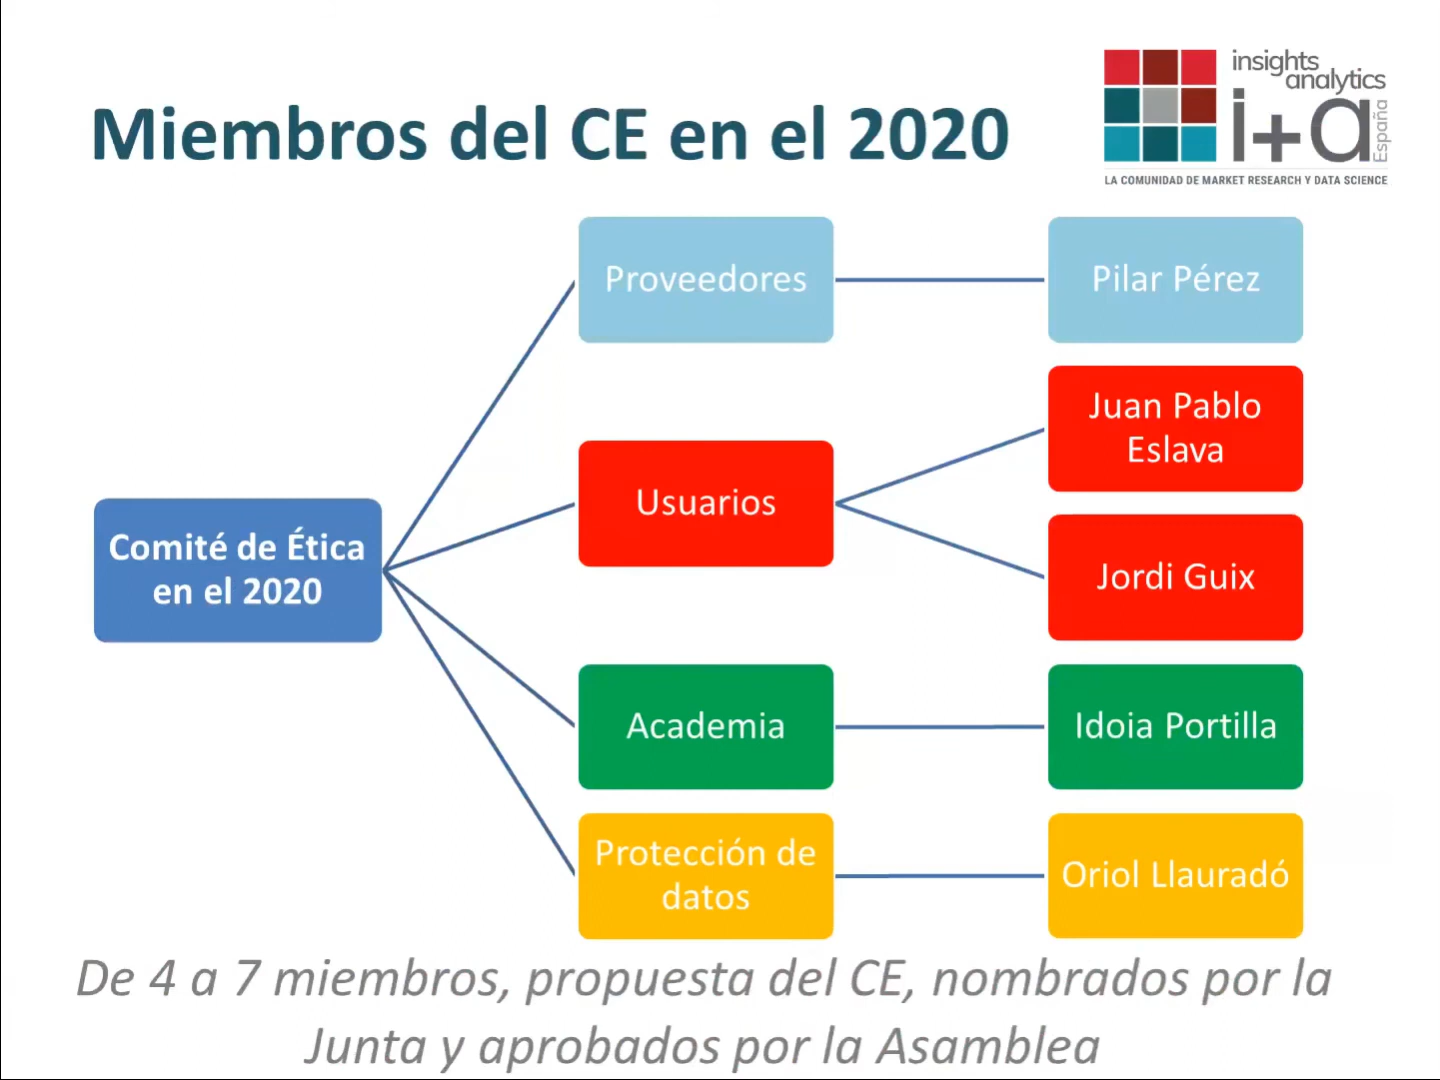 insights
analytics
i+a
España
LA COMUNIDAD DE MARKET RESEARCH Y DATA SCIENCE
Miembros del CE en el 2020
Proveedores
Pilar Pérez
Juan Pablo
Eslava
Usuarios
Jordi Guix
Comité de Ética
en el 2020
Academia
Idoia Portilla
Protección de
datos
Oriol Llauradó
De 4 a 7 miembros, propuesta del CE, nombrados por la
Junta y aprobados por la Asamblea